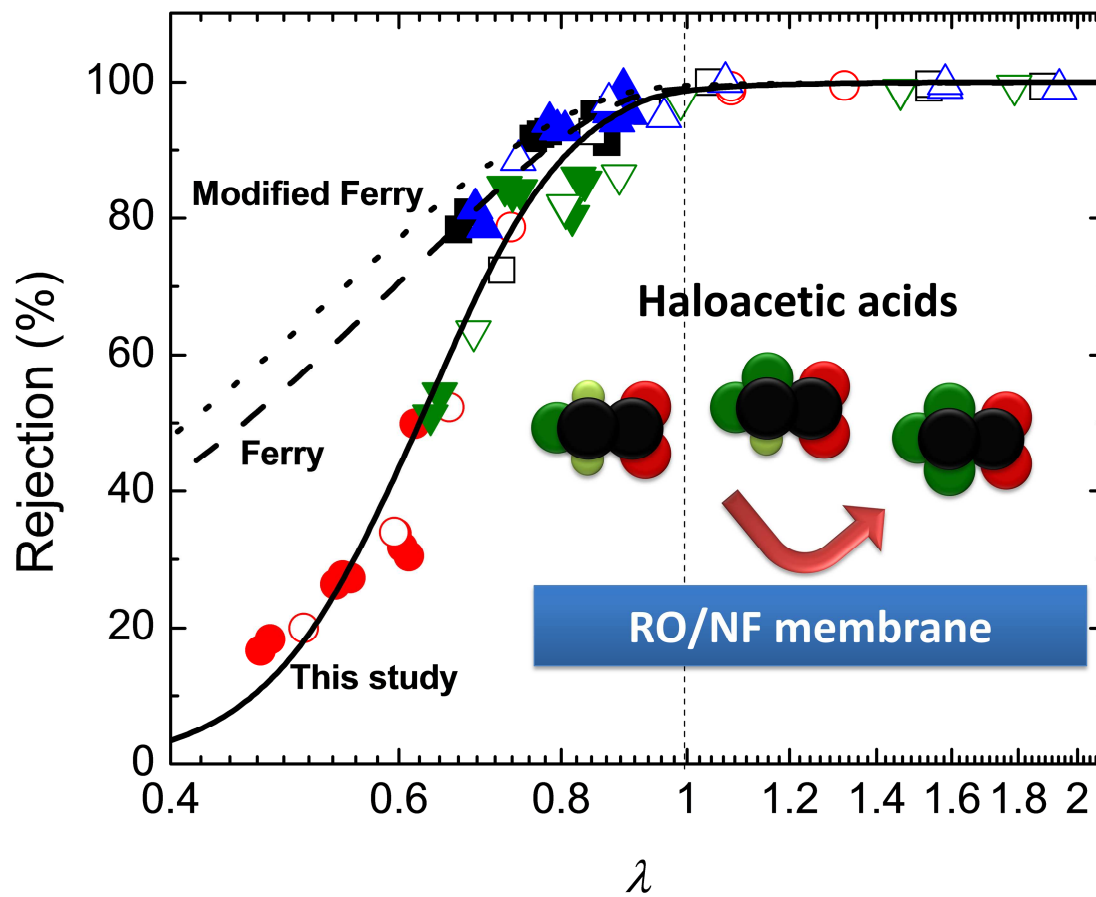 100
80
60
40
20
0
Rejection (%)
Modified Ferry
Ferry
This study
Haloacetic acids
RO/NF membrane
0.4 0.6 0.8 1 1.2 1.4 1.6 1.8 2
λ